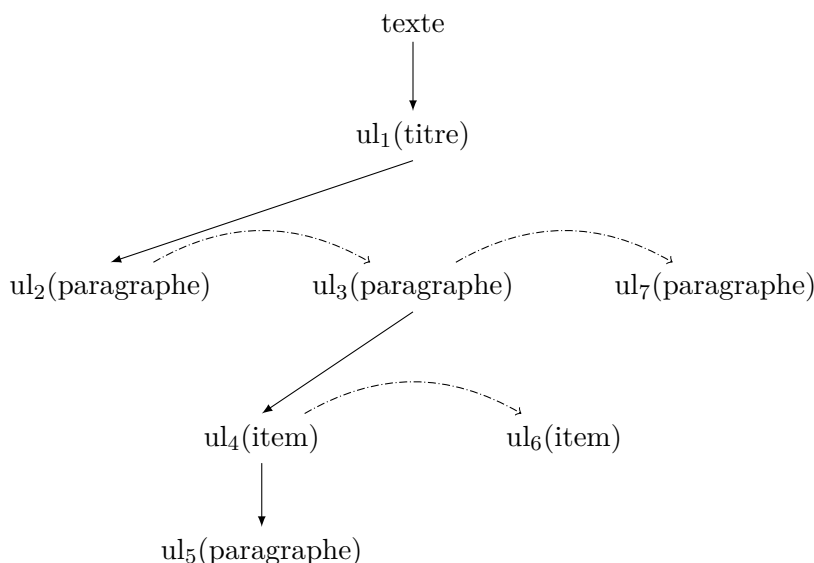 texte
ul₁(titre)
ul₂(paragraphe) ul₃(paragraphe) ul₇(paragraphe)
ul₄(item) ul₆(item)
ul₅(paragraphe)